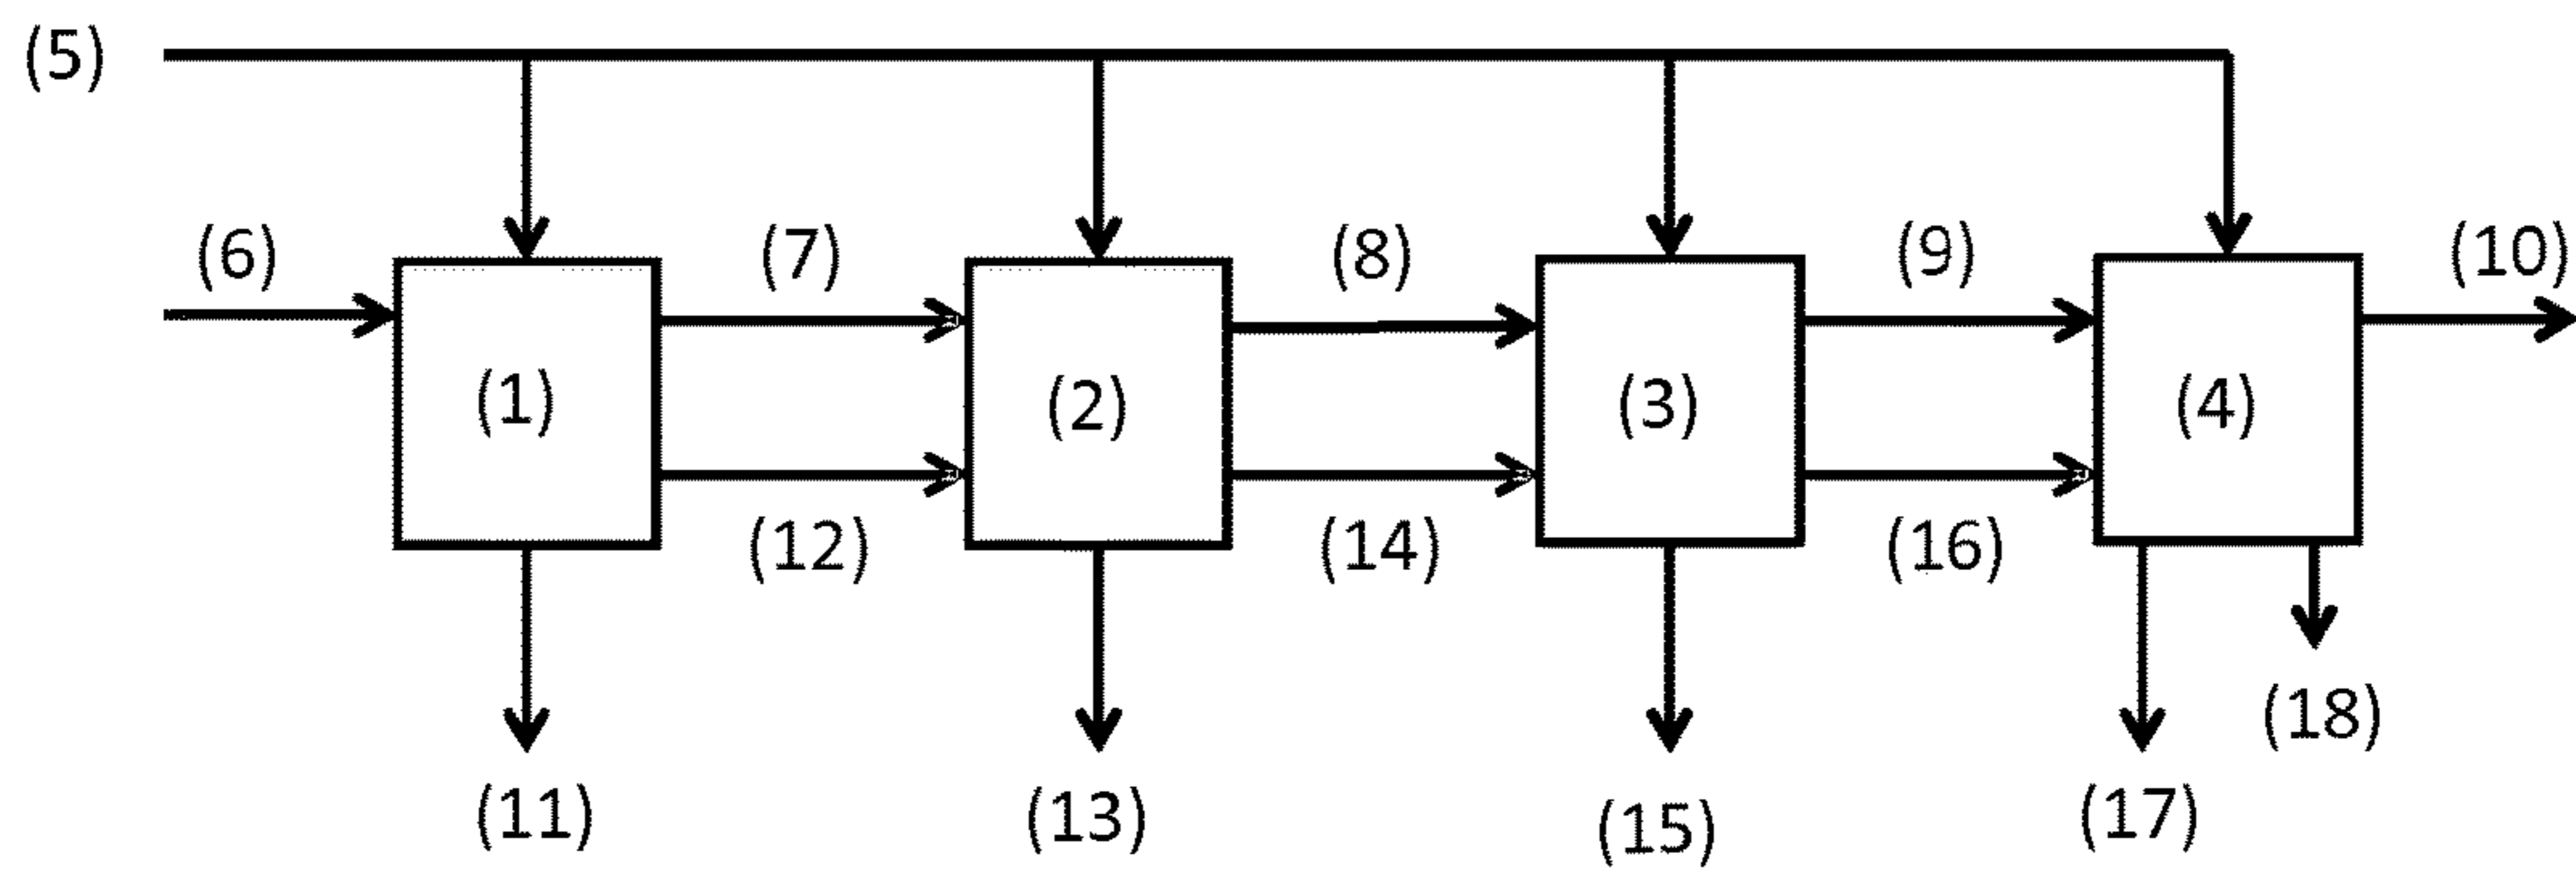 (5)
(6) (7) (8) (9) (10)
(1) (2) (3) (4)
(12) (14) (16)
(18)
(11) (13) (15) (17)